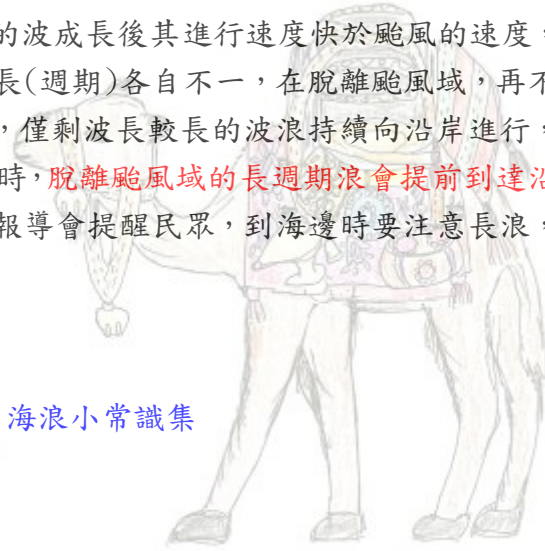 的波成長後其進行速度快於颱風的速度，
長(週期)各自不一，在脫離颱風域，再不
，僅剩波長較長的波浪持續向沿岸進行，
時，脫離颱風域的長週期浪會提前到達沿
報導會提醒民眾，到海邊時要注意長浪，
海浪小常識集